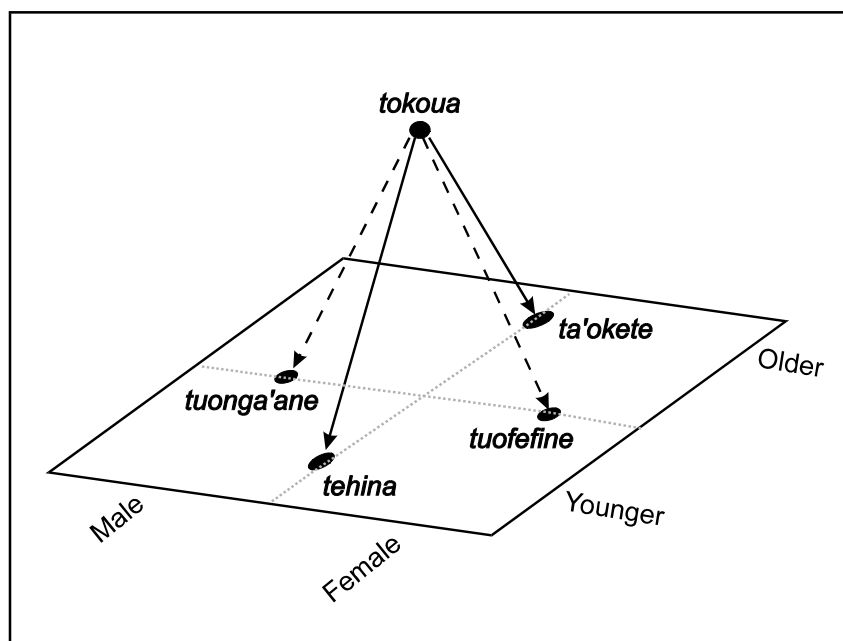 tokoua
ta'okete
Older
tuonga'ane
tuofefine
tehina
Younger
Male
Female